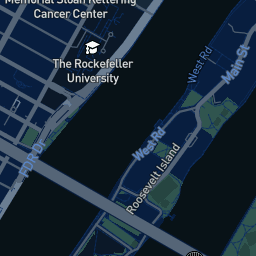 Memorial Sloan Kettering
Cancer Center
The Rockefeller
University
West Rd
Main St
FDR Dr
West Rd
Roosevelt Island